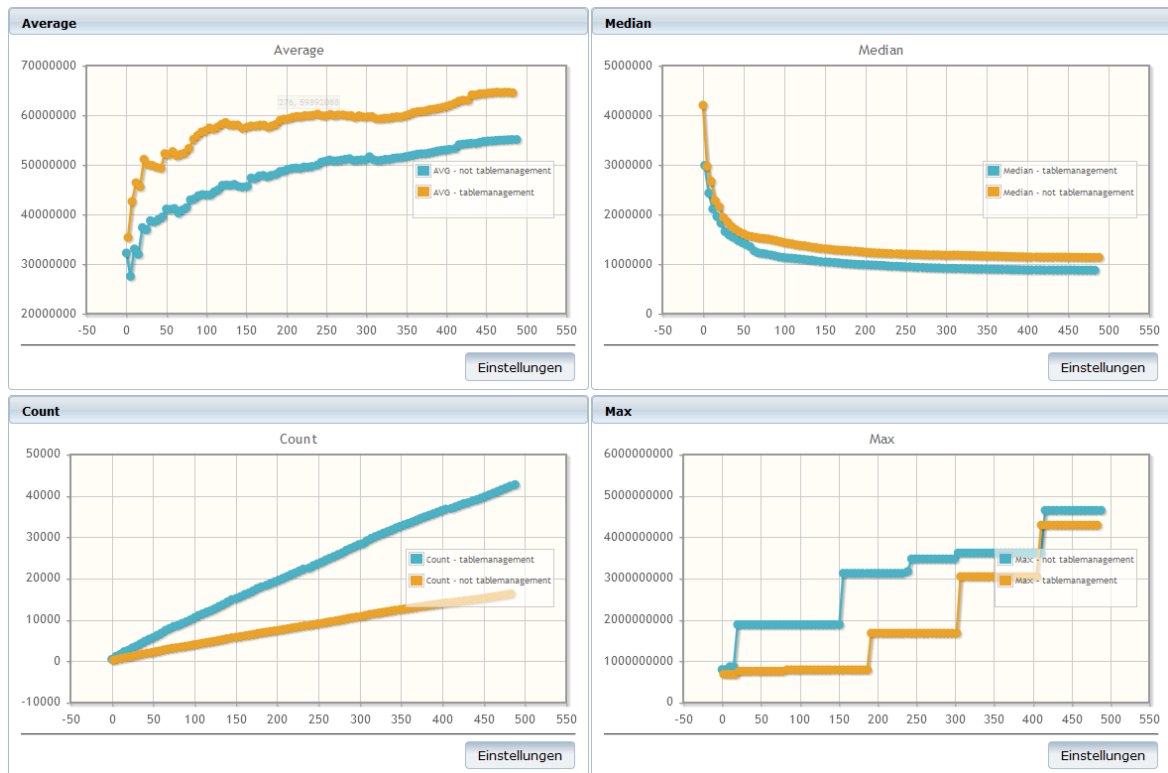 Average
Average
70000000
60000000
50000000
40000000
30000000
20000000
AVG - not tablemanagement
AVG - not tablemanagement
-50 0 50 100 150 200 250 300 350 400 450 500 550
Einstellungen
Median
Median
5000000
4000000
3000000
2000000
1000000
0
Median - tablemanagement
Median - not tablemanagement
-50 0 50 100 150 200 250 300 350 400 450 500 550
Einstellungen
Count
Count
50000
40000
30000
20000
10000
0
-10000
Count - tablemanagement
Count - not tablemanagement
-50 0 50 100 150 200 250 300 350 400 450 500 550
Einstellungen
Max
Max
6000000000
5000000000
4000000000
3000000000
2000000000
1000000000
0
Max - not tablemanagement
Max - tablemanagement
-50 0 50 100 150 200 250 300 350 400 450 500 550
Einstellungen